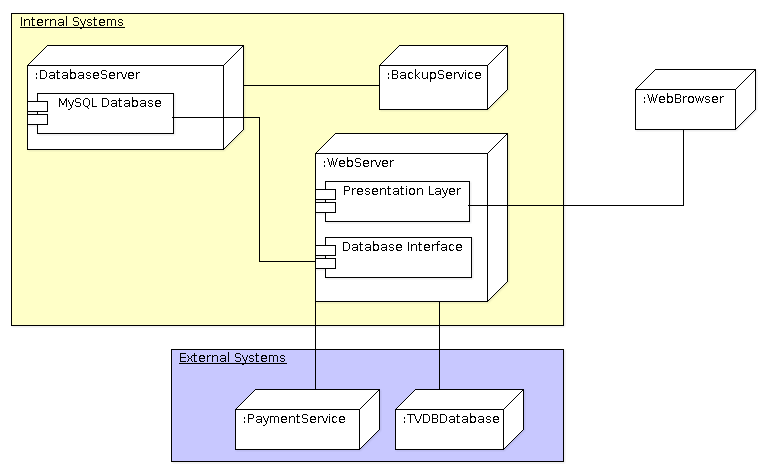 Internal Systems
:DatabaseServer
MySQL Database
:BackupService
:WebBrowser
:WebServer
Presentation Layer
Database Interface
External Systems
:PaymentService
:TVDBDatabase